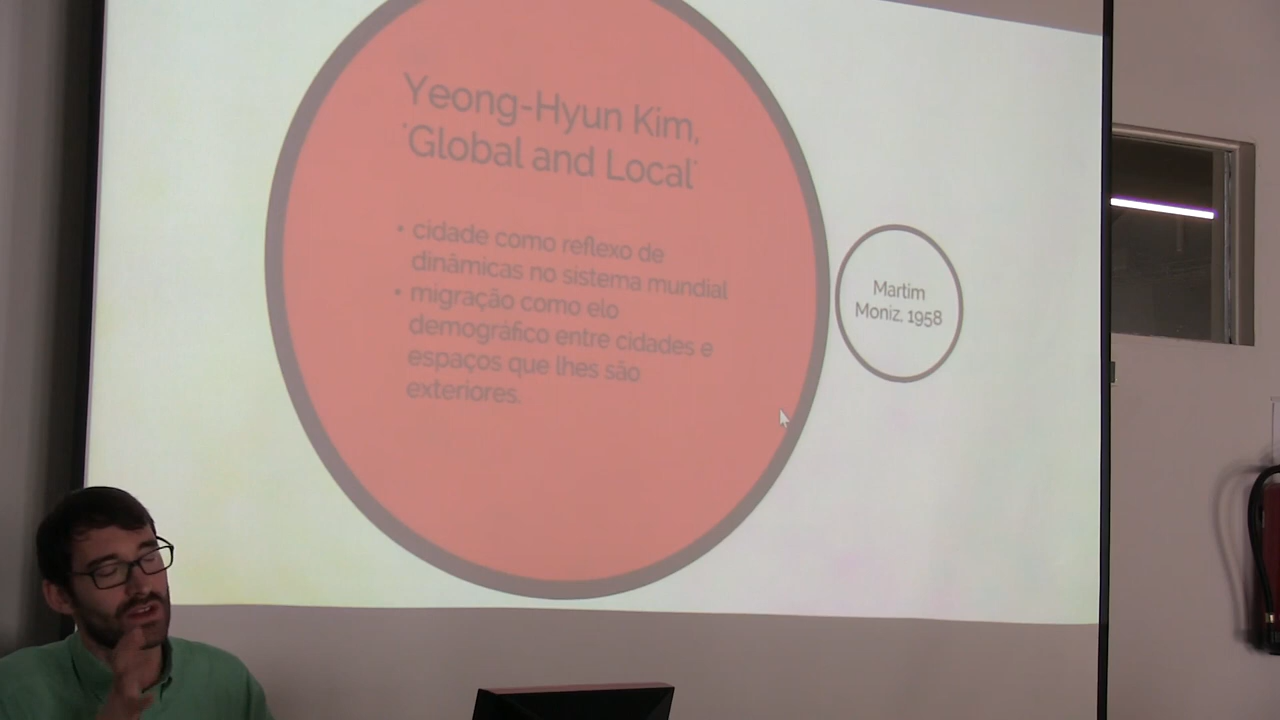 Yeong-Hyun Kim,
'Global and Local'
• cidade como reflexo de
dinâmicas no sistema mundial
• migração como elo
demográfico entre cidades e
espaços que lhes são
exteriores.
Martim
Moniz, 1958